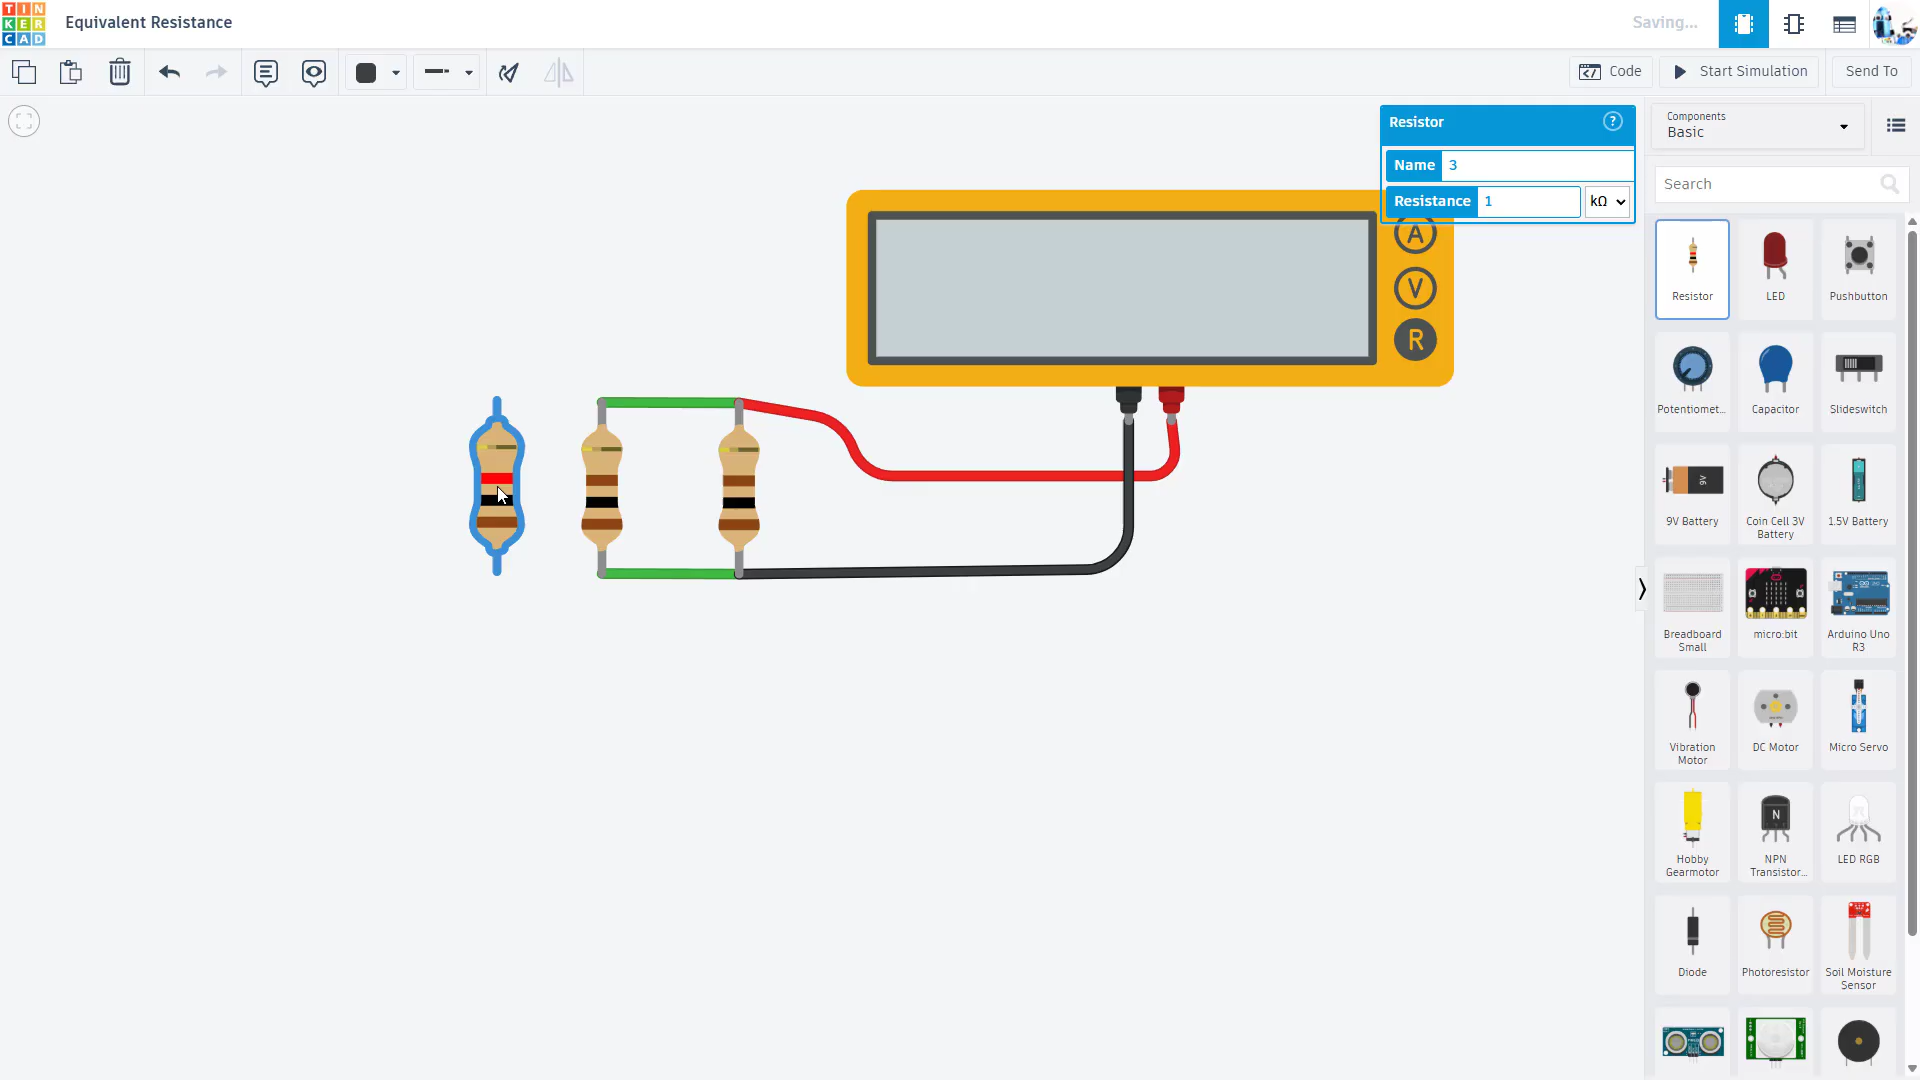 TIN
KER
CAD
Equivalent Resistance
Saving...
Code
Start Simulation
Send To
Resistor
?
Name
3
Resistance
1
kΩ
A
V
R
Components
Basic
Search
Resistor
LED
Pushbutton
Potentiomet...
Capacitor
Slideswitch
9V
9V Battery
Coin Cell 3V
Battery
1.5V Battery
Breadboard
Small
micro:bit
Arduino Uno
R3
Vibration
Motor
DC Motor
Micro Servo
Hobby
Gearmotor
N
NPN
Transistor...
LED RGB
Diode
Photoresistor
Soil Moisture
Sensor